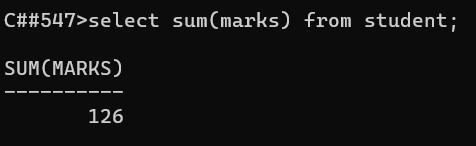 C##547>select sum(marks) from student;
SUM(MARKS)
----------
126